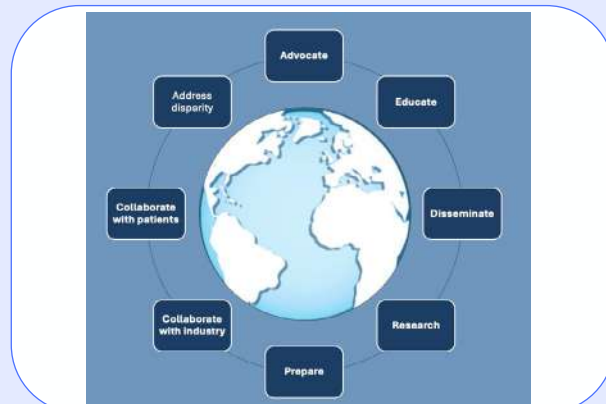 Advocate
Educate
Disseminate
Research
Prepare
Collaborate
with industry
Collaborate
with patients
Address
disparity